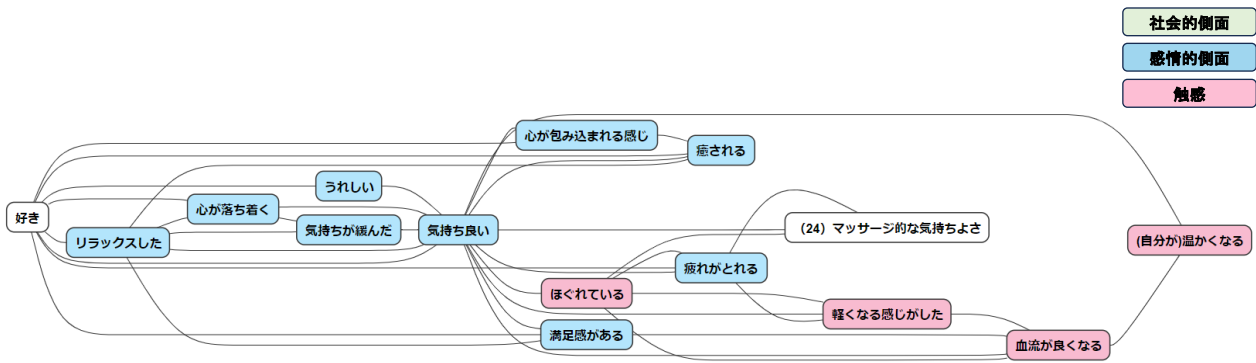 社会的側面
感情的側面
触感
心が包み込まれる感じ
癒される
うれしい
心が落ち着く
好き
気持ちが緩んだ
気持ち良い
（24）マッサージ的な気持ちよさ
リラックスした
(自分が)温かくなる
疲れがとれる
ほぐれている
軽くなる感じがした
満足感がある
血流が良くなる